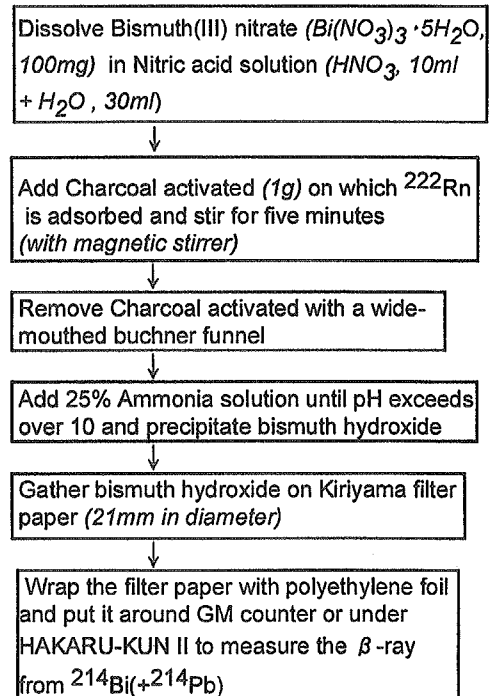 Dissolve Bismuth(III) nitrate (Bi(NO3)3·5H2O,
100mg) in Nitric acid solution (HNO3, 10ml
+ H2O , 30ml)
↓
Add Charcoal activated (1g) on which 222Rn
is adsorbed and stir for five minutes
(with magnetic stirrer)
↓
Remove Charcoal activated with a wide-
mouthed buchner funnel
↓
Add 25% Ammonia solution until pH exceeds
over 10 and precipitate bismuth hydroxide
↓
Gather bismuth hydroxide on Kiriyama filter
paper (21mm in diameter)
↓
Wrap the filter paper with polyethylene foil
and put it around GM counter or under
HAKARU-KUN II to measure the β-ray
from 214Bi(+214Pb)